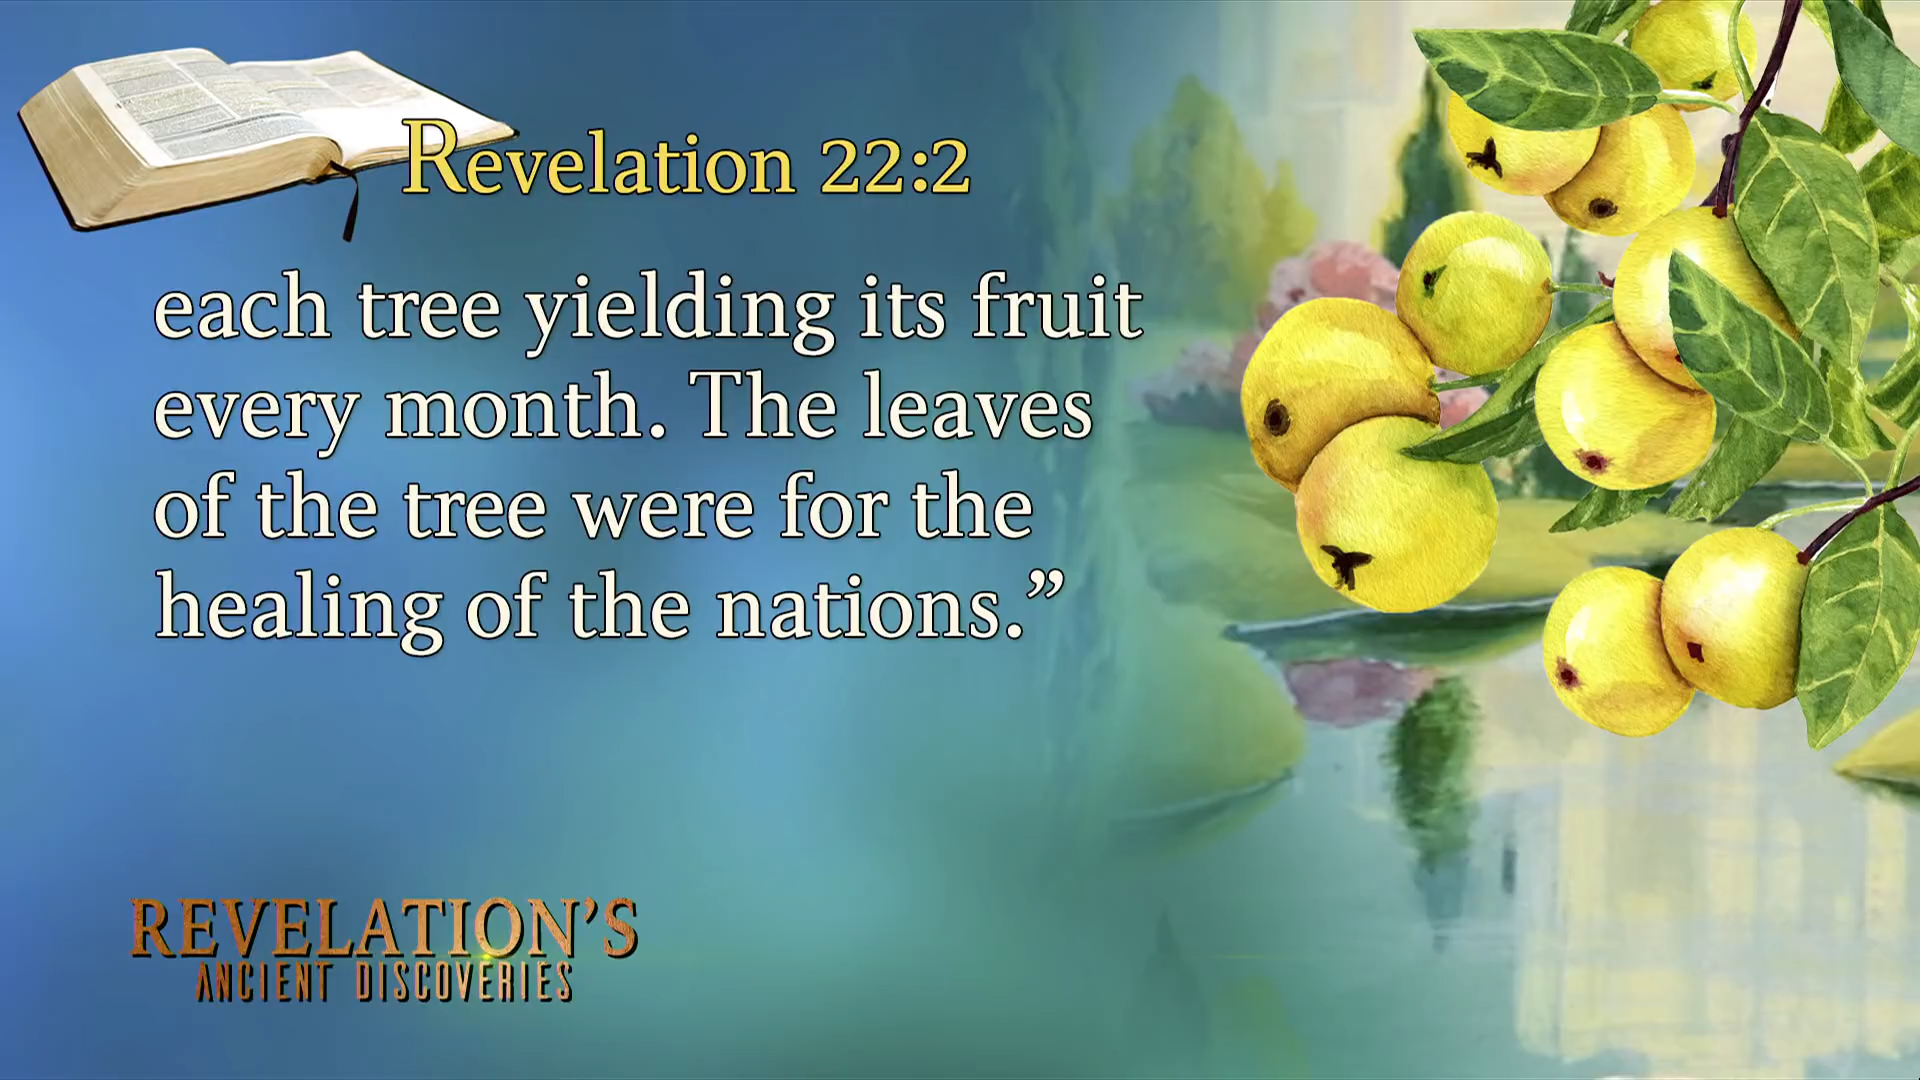 Revelation 22:2
each tree yielding its fruit
every month. The leaves
of the tree were for the
healing of the nations.”
REVELATION’S
ANCIENT DISCOVERIES